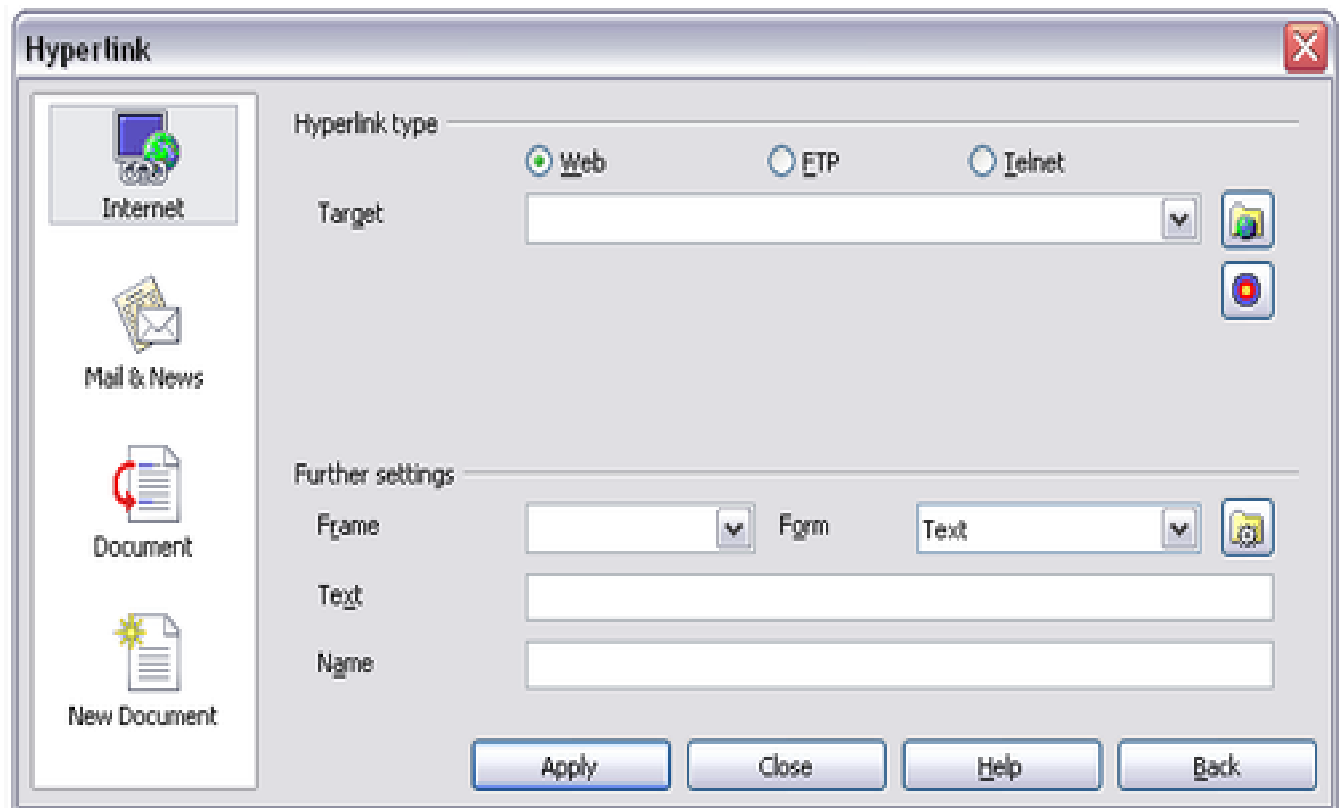 Hyperlink
Internet
Mail & News
Document
New Document
Hyperlink type
Web FTP Telnet
Target
Further settings
Frame Form Text
Text
Name
Apply Close Help Back